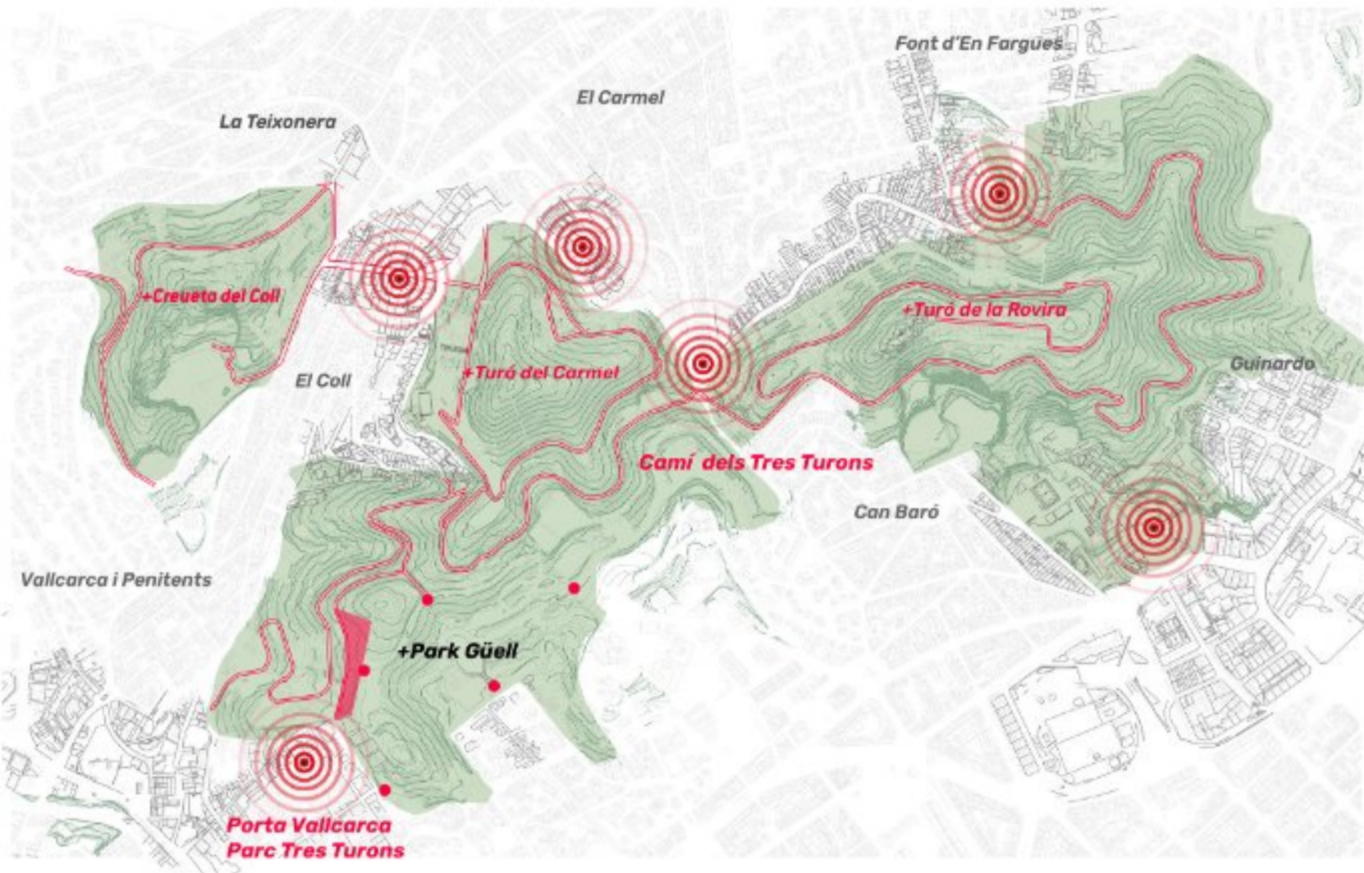 Font d'En Fargues
El Carmel
La Teixonera
+Creueta del Coll
+Turó de la Rovira
Guinardo
El Coll
+Turó del Carmel
Camí dels Tres Turons
Can Baró
Vallcarca i Penitents
+Park Güell
Porta Vallcarca
Parc Tres Turons